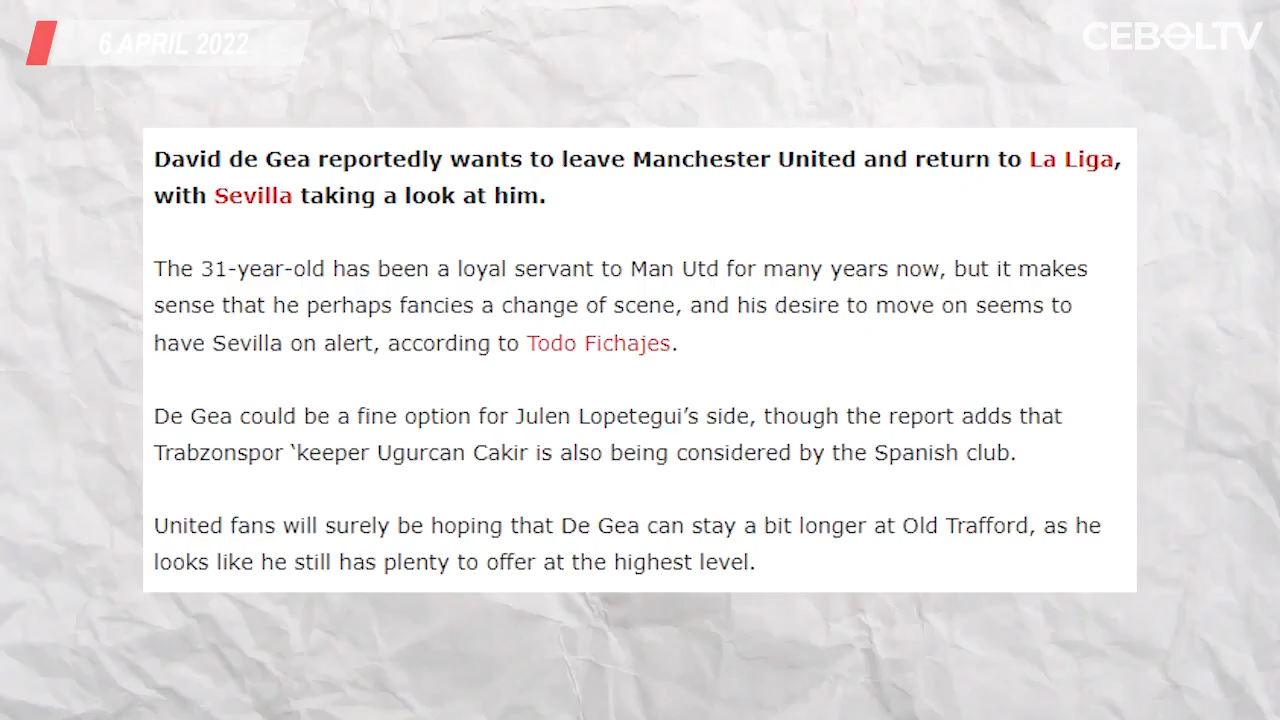 6 APRIL 2022
CEBOLTV
David de Gea reportedly wants to leave Manchester United and return to La Liga,
with Sevilla taking a look at him.
The 31-year-old has been a loyal servant to Man Utd for many years now, but it makes
sense that he perhaps fancies a change of scene, and his desire to move on seems to
have Sevilla on alert, according to Todo Fichajes.
De Gea could be a fine option for Julen Lopetegui’s side, though the report adds that
Trabzonspor ‘keeper Ugurcan Cakir is also being considered by the Spanish club.
United fans will surely be hoping that De Gea can stay a bit longer at Old Trafford, as he
looks like he still has plenty to offer at the highest level.